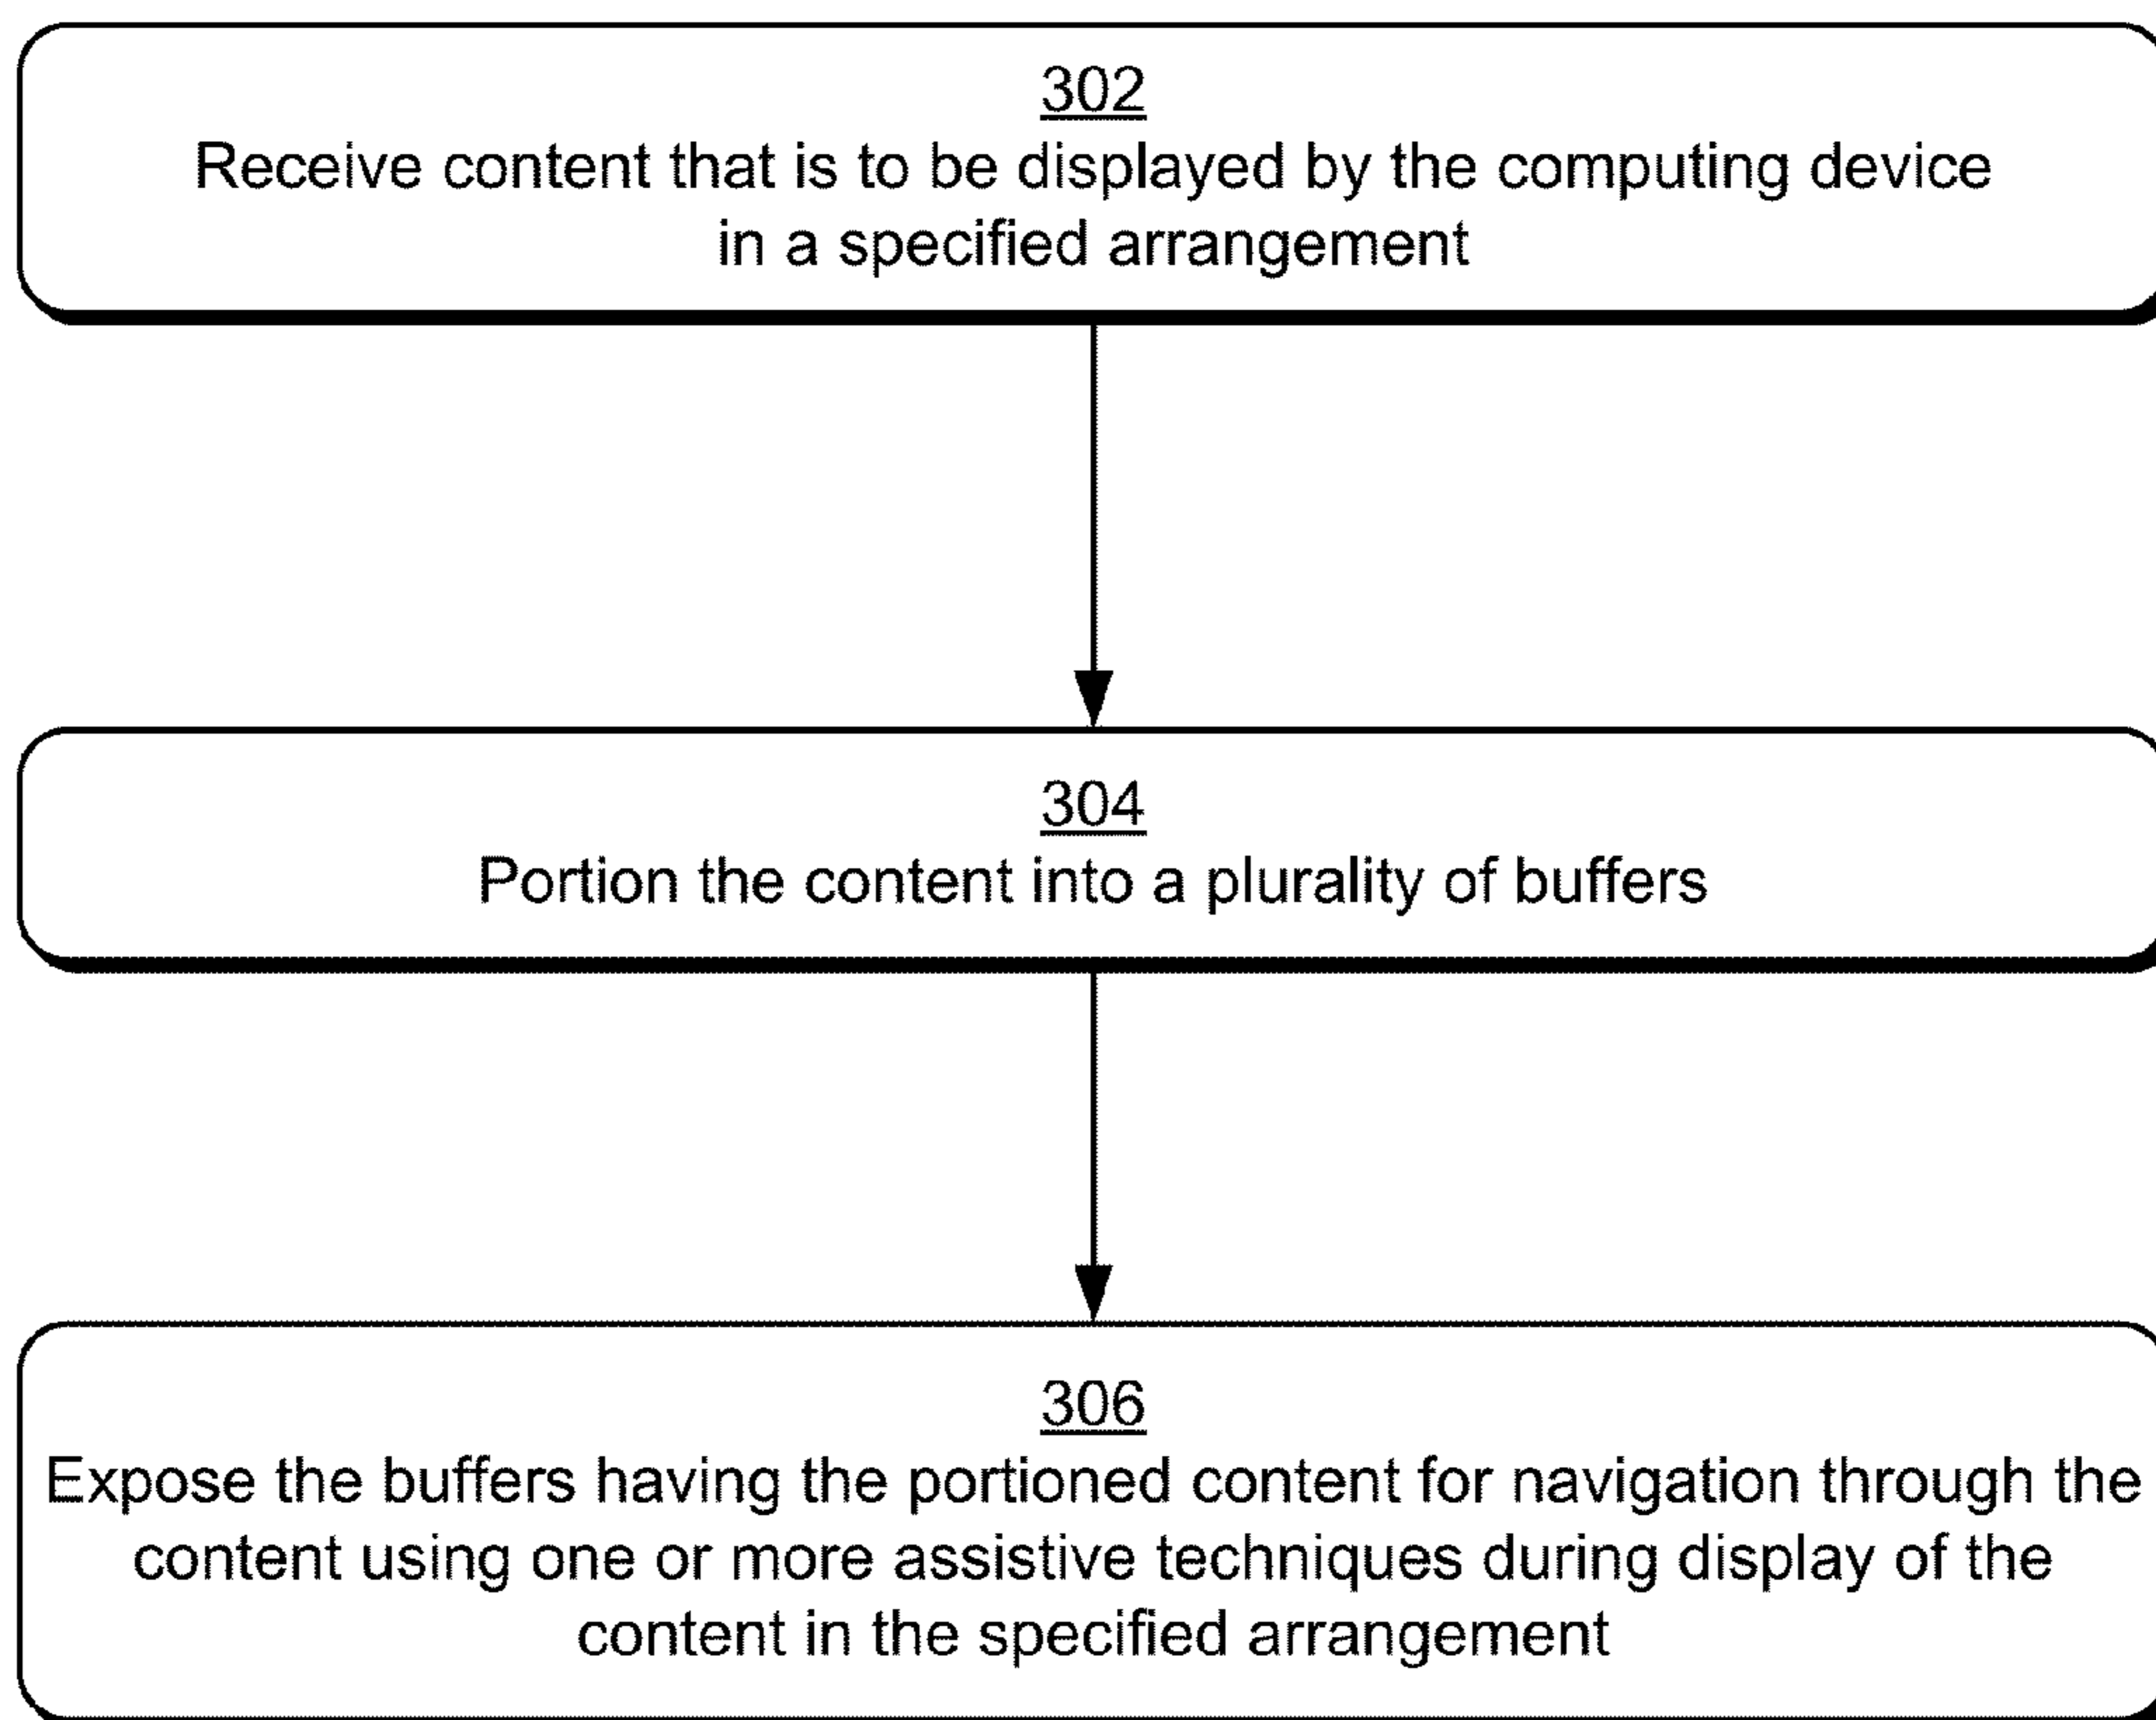 302
Receive content that is to be displayed by the computing device
in a specified arrangement
304
Portion the content into a plurality of buffers
306
Expose the buffers having the portioned content for navigation through the
content using one or more assistive techniques during display of the
content in the specified arrangement